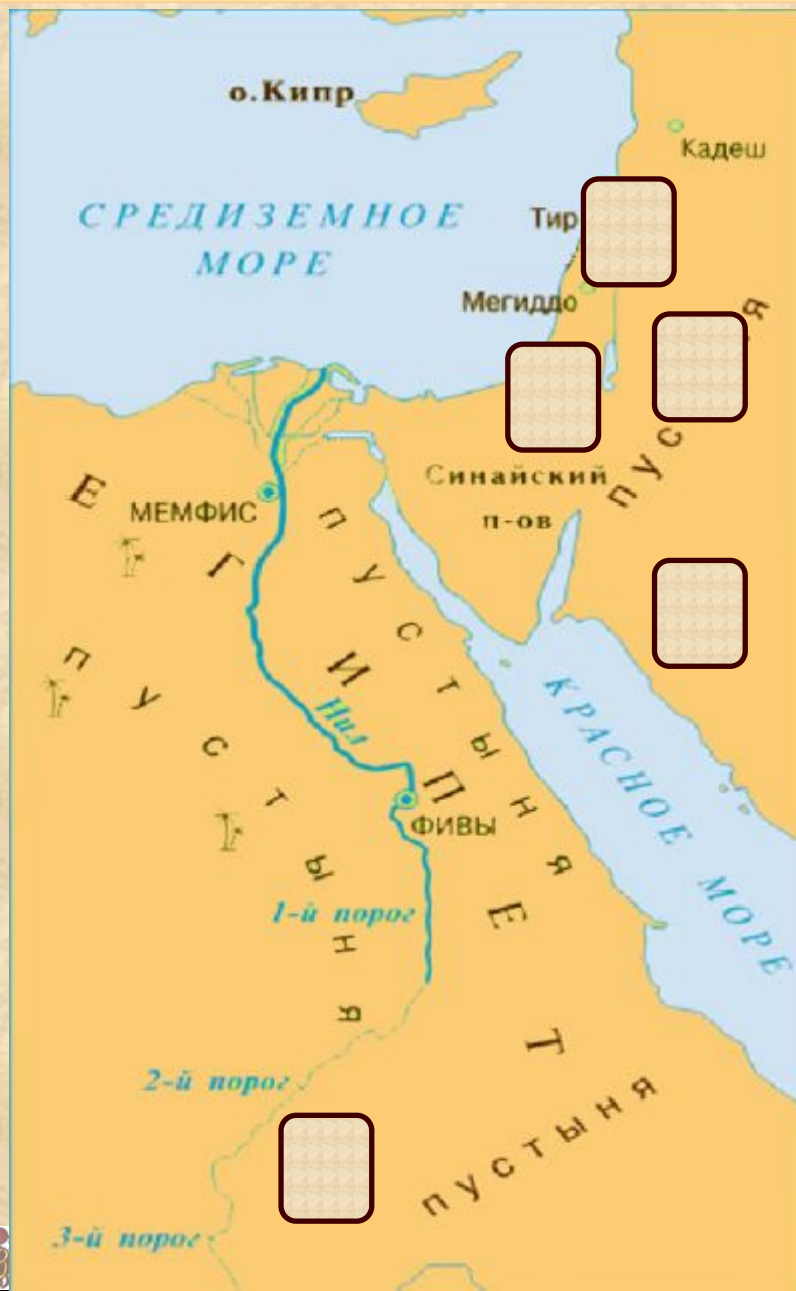 о.Кипр
Кадеш
СРЕДИЗЕМНОЕ
МОРЕ
Тир
Мегиддо
Синайский
п-ов
ЕГИПЕТ
МЕМФИС
пустыня
пустыня
Нил
КРАСНОЕ МОРЕ
ФИВЫ
1-й порог
2-й порог
пустыня
3-й порог